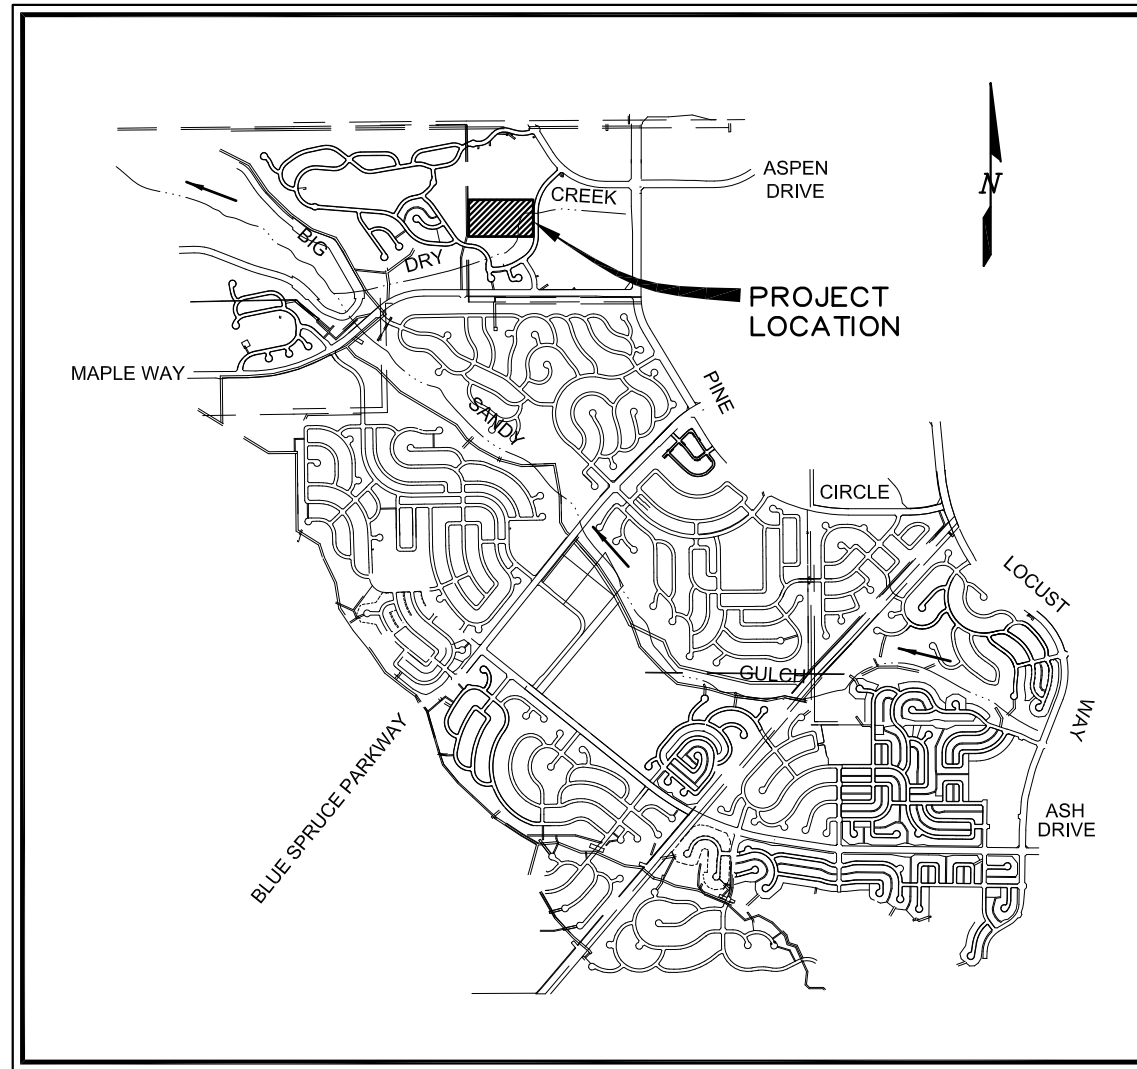 ASPEN
DRIVE
N
CREEK
BIG
DRY
PROJECT
LOCATION
MAPLE WAY
PINE
SANDY
CIRCLE
LOCUST
GULCH
WAY
BLUE SPRUCE PARKWAY
ASH
DRIVE